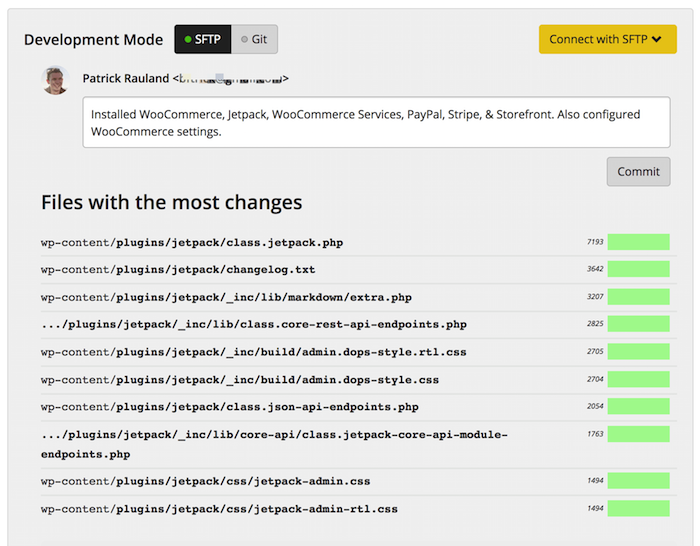 Development Mode SFTP Git Connect with SFTP
Patrick Rauland
Installed WooCommerce, Jetpack, WooCommerce Services, PayPal, Stripe, & Storefront. Also configured
WooCommerce settings.
Commit
Files with the most changes
wp-content/plugins/jetpack/class.jetpack.php 7193
wp-content/plugins/jetpack/changelog.txt 3642
wp-content/plugins/jetpack/_inc/lib/markdown/extra.php 3207
.../plugins/jetpack/_inc/lib/class.core-rest-api-endpoints.php 2825
wp-content/plugins/jetpack/_inc/build/admin.dops-style.rtl.css 2705
wp-content/plugins/jetpack/_inc/build/admin.dops-style.css 2704
wp-content/plugins/jetpack/class.json-api-endpoints.php 2054
.../plugins/jetpack/_inc/lib/core-api/class.jetpack-core-api-module- 1763
endpoints.php
wp-content/plugins/jetpack/css/jetpack-admin.css 1494
wp-content/plugins/jetpack/css/jetpack-admin-rtl.css 1494